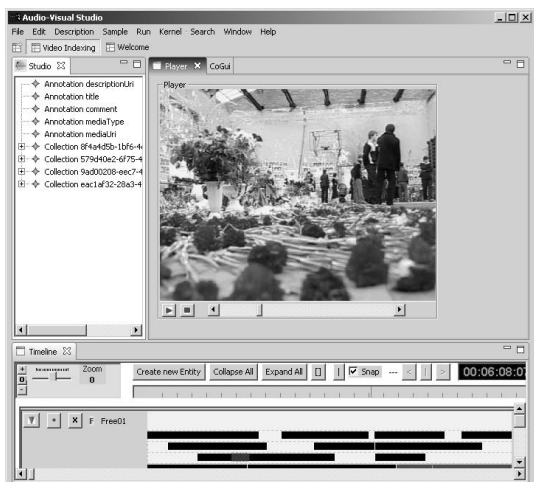 Audio-Visual Studio
File Edit Description Sample Run Kernel Search Window Help
Video Indexing Welcome
Studio
Annotation descriptionUri
Annotation title
Annotation comment
Annotation mediaType
Annotation mediaUri
Collection 8f4a4d5b-1bf6-4
Collection 579d40e2-6f75-4
Collection 9ad00208-eec7-4
Collection eac1af32-28a3-4
Player CoGui
Player
Timeline
Zoom
0 0
Create new Entity Collapse All Expand All [] | Snap --- < | > 00:06:08:0
X F Free01